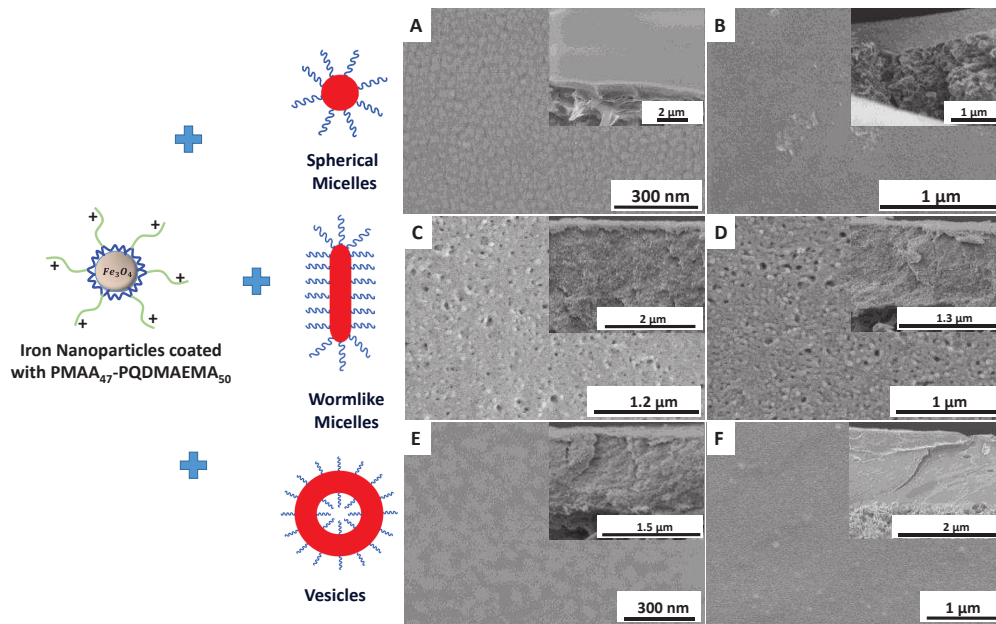 Spherical
Micelles
+
+
+
+
+
+
Fe₃O₄
Iron Nanoparticles coated
with PMAA₄₇-PQDMAEMA₅₀
Wormlike
Micelles
Vesicles
A
2 μm
300 nm
B
1 μm
1 μm
C
2 μm
1.2 μm
D
1.3 μm
1 μm
E
1.5 μm
300 nm
F
2 μm
1 μm